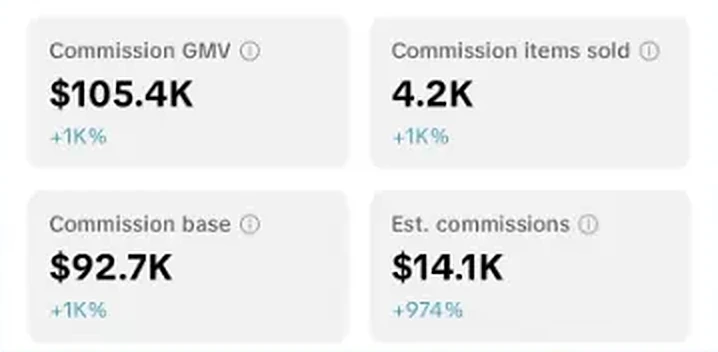 Commission GMV
$105.4K
+1K%
Commission items sold
4.2K
+1K%
Commission base
$92.7K
+1K%
Est. commissions
$14.1K
+974%